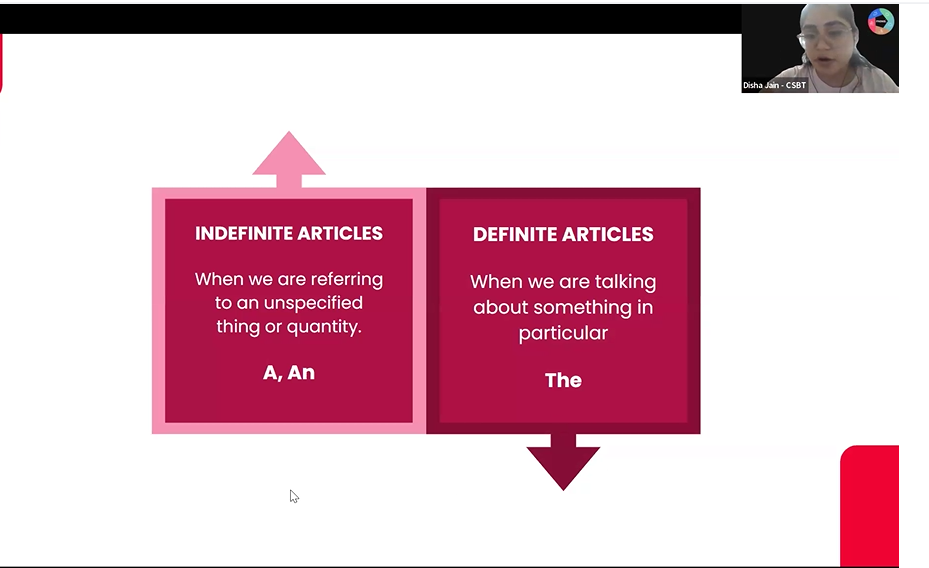 Disha Jain - CSBT
INDEFINITE ARTICLES
When we are referring
to an unspecified
thing or quantity.
A, An
DEFINITE ARTICLES
When we are talking
about something in
particular
The